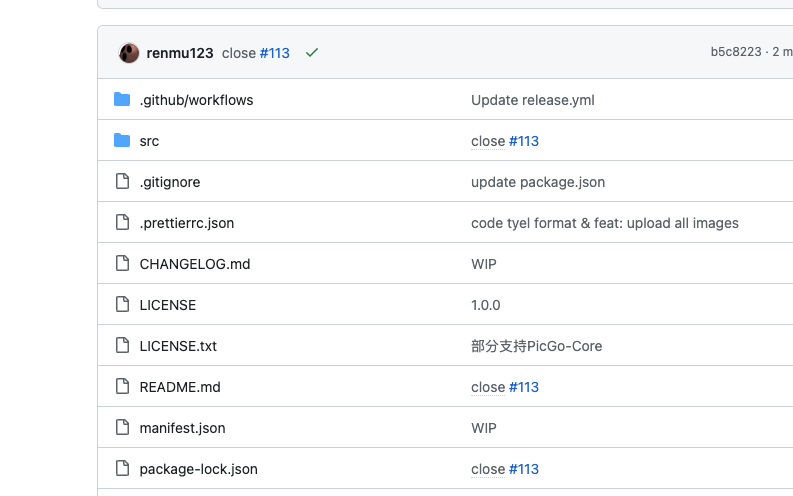 renmu123 close #113 b5c8223 · 2 m
.github/workflows Update release.yml
src close #113
.gitignore update package.json
.prettierrc.json code tyel format & feat: upload all images
CHANGELOG.md WIP
LICENSE 1.0.0
LICENSE.txt 部分支持PicGo-Core
README.md close #113
manifest.json WIP
package-lock.json close #113